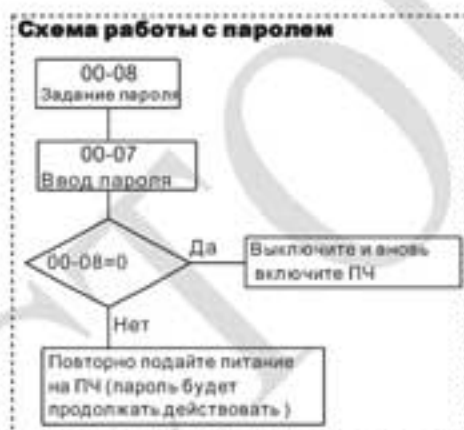 Схема работы с паролем
00-08
Задание пароля
00-07
Ввод пароля
00-08=0
Да
Выключите и вновь
включите ПЧ
Нет
Повторно подайте питание
на ПЧ (пароль будет
продолжать действовать )